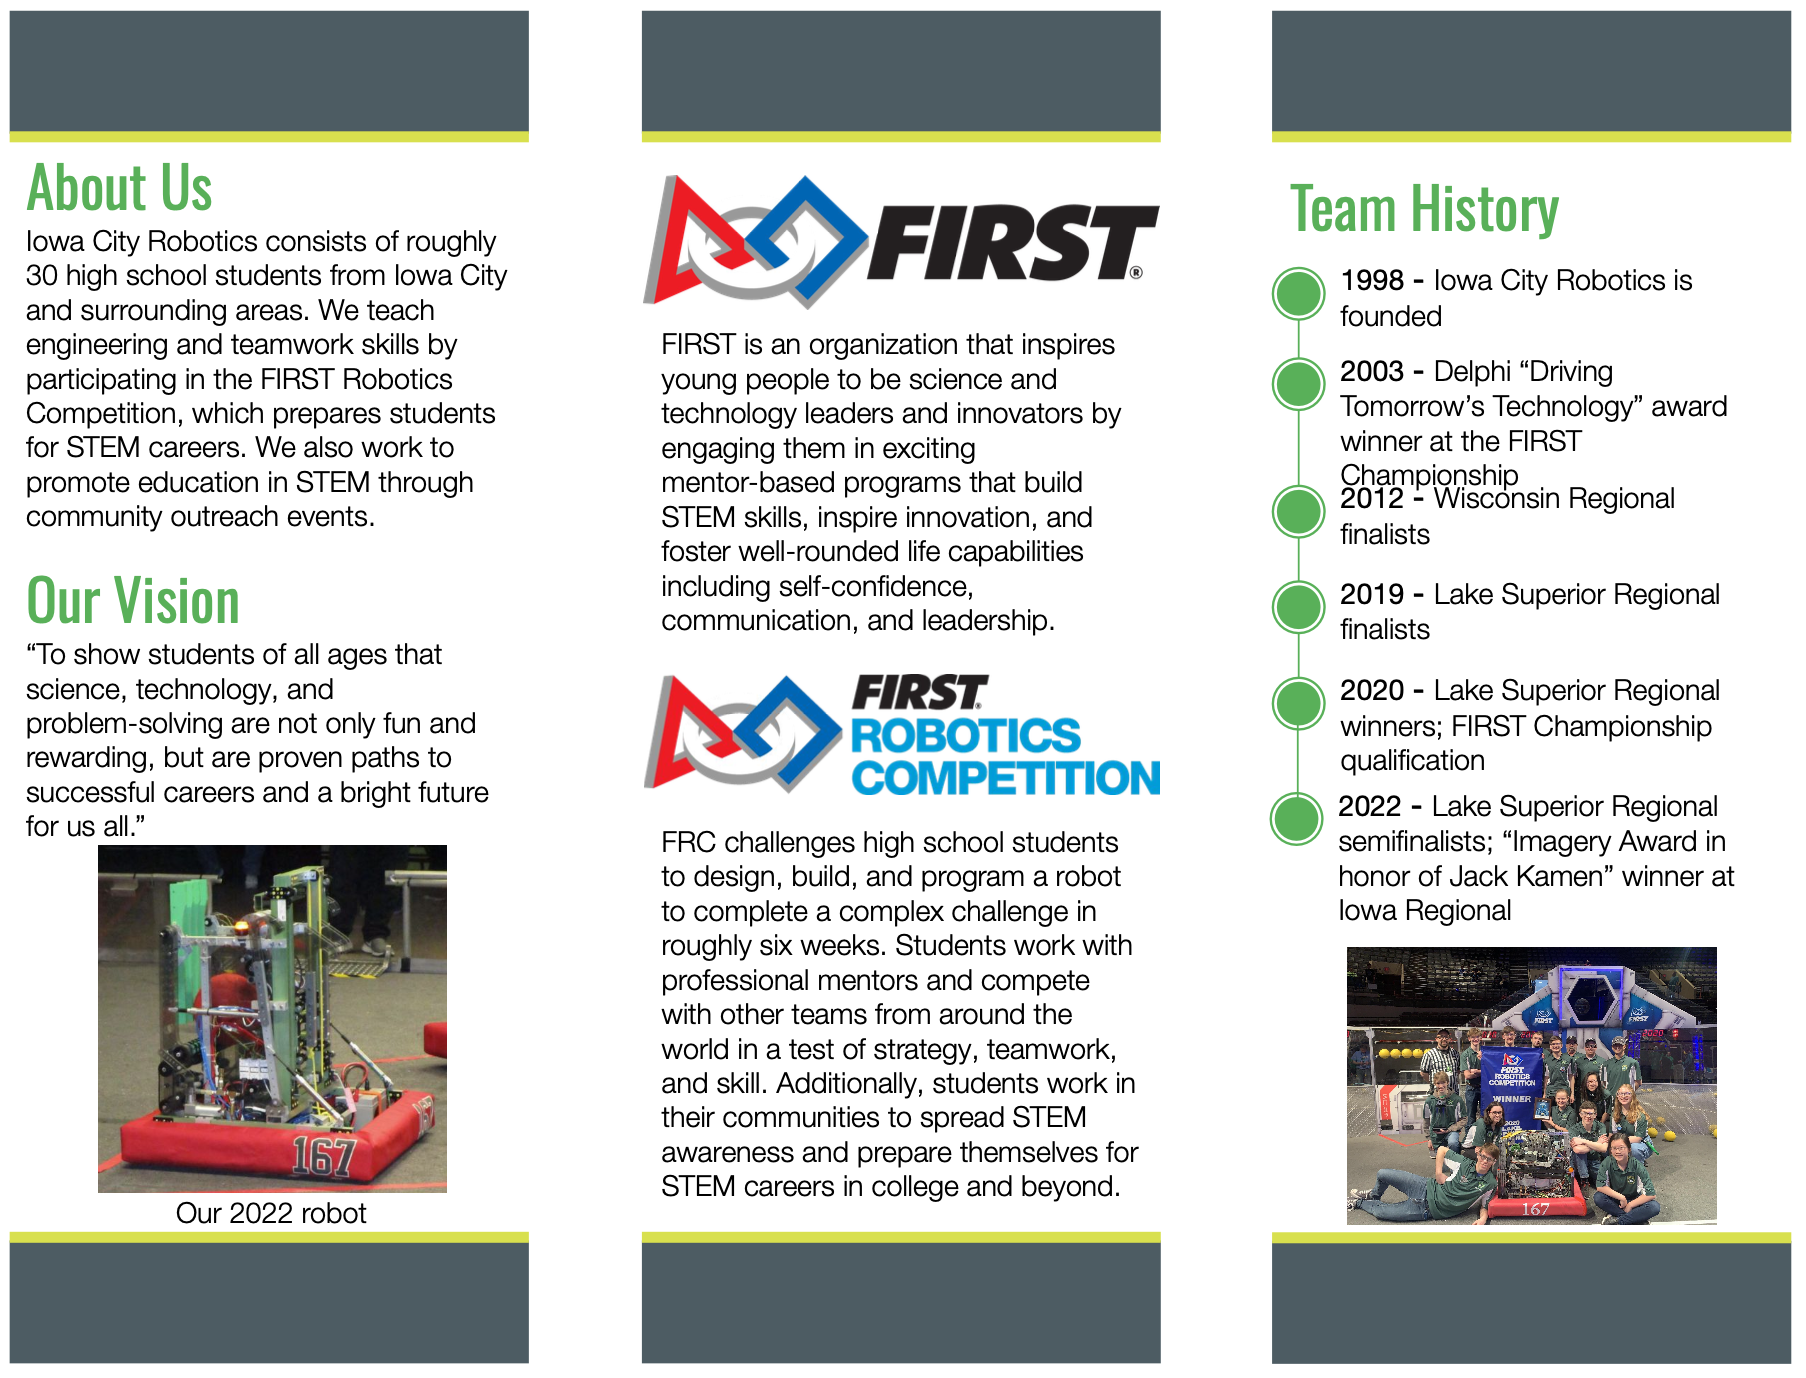 About Us
Iowa City Robotics consists of roughly
30 high school students from Iowa City
and surrounding areas. We teach
engineering and teamwork skills by
participating in the FIRST Robotics
Competition, which prepares students
for STEM careers. We also work to
promote education in STEM through
community outreach events.
Our Vision
“To show students of all ages that
science, technology, and
problem-solving are not only fun and
rewarding, but are proven paths to
successful careers and a bright future
for us all.”
167
Our 2022 robot
FIRST®
FIRST is an organization that inspires
young people to be science and
technology leaders and innovators by
engaging them in exciting
mentor-based programs that build
STEM skills, inspire innovation, and
foster well-rounded life capabilities
including self-confidence,
communication, and leadership.
FIRST®
ROBOTICS
COMPETITION
FRC challenges high school students
to design, build, and program a robot
to complete a complex challenge in
roughly six weeks. Students work with
professional mentors and compete
with other teams from around the
world in a test of strategy, teamwork,
and skill. Additionally, students work in
their communities to spread STEM
awareness and prepare themselves for
STEM careers in college and beyond.
Team History
1998 - Iowa City Robotics is
founded
2003 - Delphi “Driving
Tomorrow’s Technology” award
winner at the FIRST
Championship
2012 - Wisconsin Regional
finalists
2019 - Lake Superior Regional
finalists
2020 - Lake Superior Regional
winners; FIRST Championship
qualification
2022 - Lake Superior Regional
semifinalists; “Imagery Award in
honor of Jack Kamen” winner at
Iowa Regional
FIRST
FIRST
2020
FIRST
ROBOTICS
COMPETITION
WINNER
2020
LAKE
167